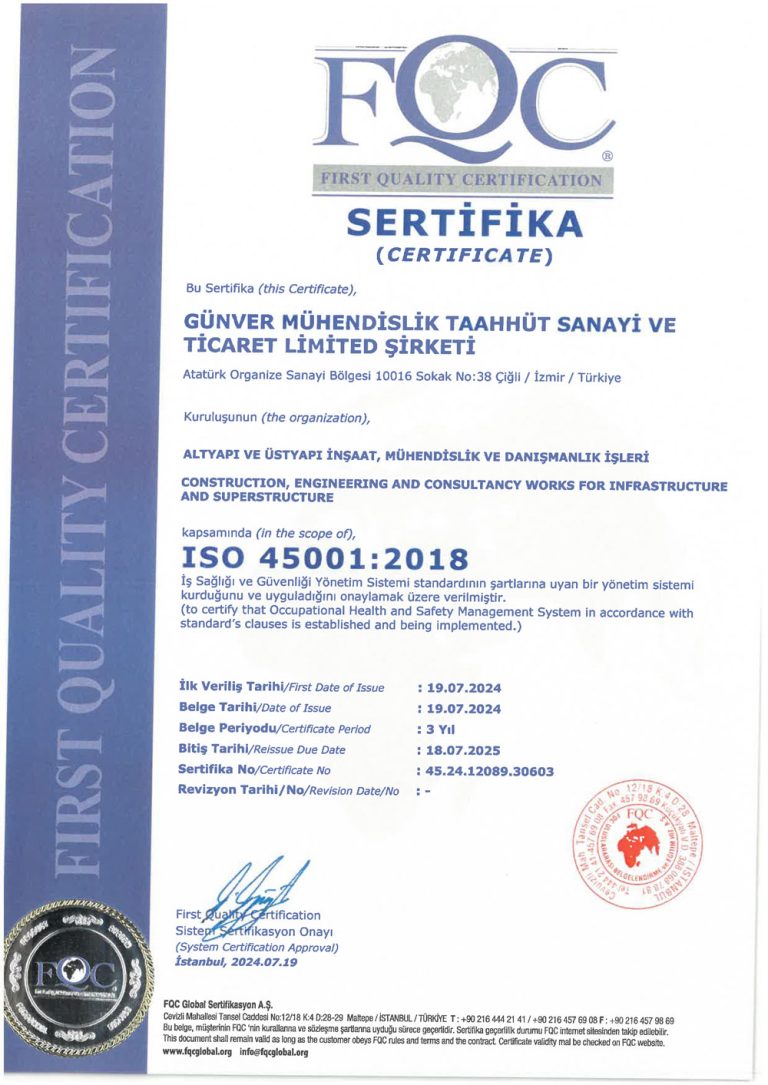 FIRST QUALITY CERTIFICATION
FQC
®
FIRST QUALITY CERTIFICATION
SERTİFİKA
(CERTIFICATE)
Bu Sertifika (this Certificate),
GÜNVER MÜHENDİSLİK TAAHHÜT SANAYİ VE
TİCARET LİMİTED ŞİRKETİ
Atatürk Organize Sanayi Bölgesi 10016 Sokak No:38 Çiğli / İzmir / Türkiye
Kuruluşunun (the organization),
ALTYAPI VE ÜSTYAPI İNŞAAT, MÜHENDİSLİK VE DANIŞMANLIK İŞLERİ
CONSTRUCTION, ENGINEERING AND CONSULTANCY WORKS FOR INFRASTRUCTURE
AND SUPERSTRUCTURE
kapsamında (in the scope of),
ISO 45001:2018
İş Sağlığı ve Güvenliği Yönetim Sistemi standardının şartlarına uyan bir yönetim sistemi
kurduğunu ve uyguladığını onaylamak üzere verilmiştir.
(to certify that Occupational Health and Safety Management System in accordance with
standard's clauses is established and being implemented.)
İlk Veriliş Tarihi/First Date of Issue : 19.07.2024
Belge Tarihi/Date of Issue : 19.07.2024
Belge Periyodu/Certificate Period : 3 Yıl
Bitiş Tarihi/Reissue Due Date : 18.07.2025
Sertifika No/Certificate No : 45.24.12089.30603
Revizyon Tarihi/No/Revision Date/No : -
FQC
First Quality Certification
Sistem Sertifikasyon Onayı
(System Certification Approval)
İstanbul, 2024.07.19
FQC
FQC Global Sertifikasyon A.Ş.
Cevizli Mahallesi Tansel Caddesi No:12/18 K:4 D:28-29 Maltepe / İSTANBUL / TÜRKİYE T : +90 216 444 21 41 / +90 216 457 69 08 F : +90 216 457 98 69
Bu belge, müşterinin FQC 'nin kurallarına ve sözleşme şartlarına uyduğu sürece geçerlidir. Sertifika geçerlilik durumu FQC internet sitesinden takip edilebilir.
This document shall remain valid as long as the customer obeys FQC rules and terms and the contract. Certificate validity mal be checked on FQC website.
www.fqcglobal.org info@fqcglobal.org